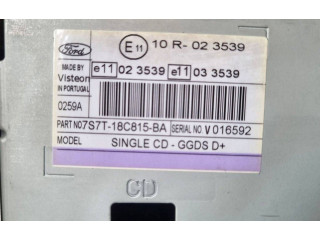 Ford
E11 10 R- 02 3539
MADE BY
Visteon
IN PORTUGAL
e11 02 3539 e11 03 3539
0259A
PART NO 7S7T-18C815-BA SERIAL NO V 016592
MODEL SINGLE CD - GGDS D+
CD